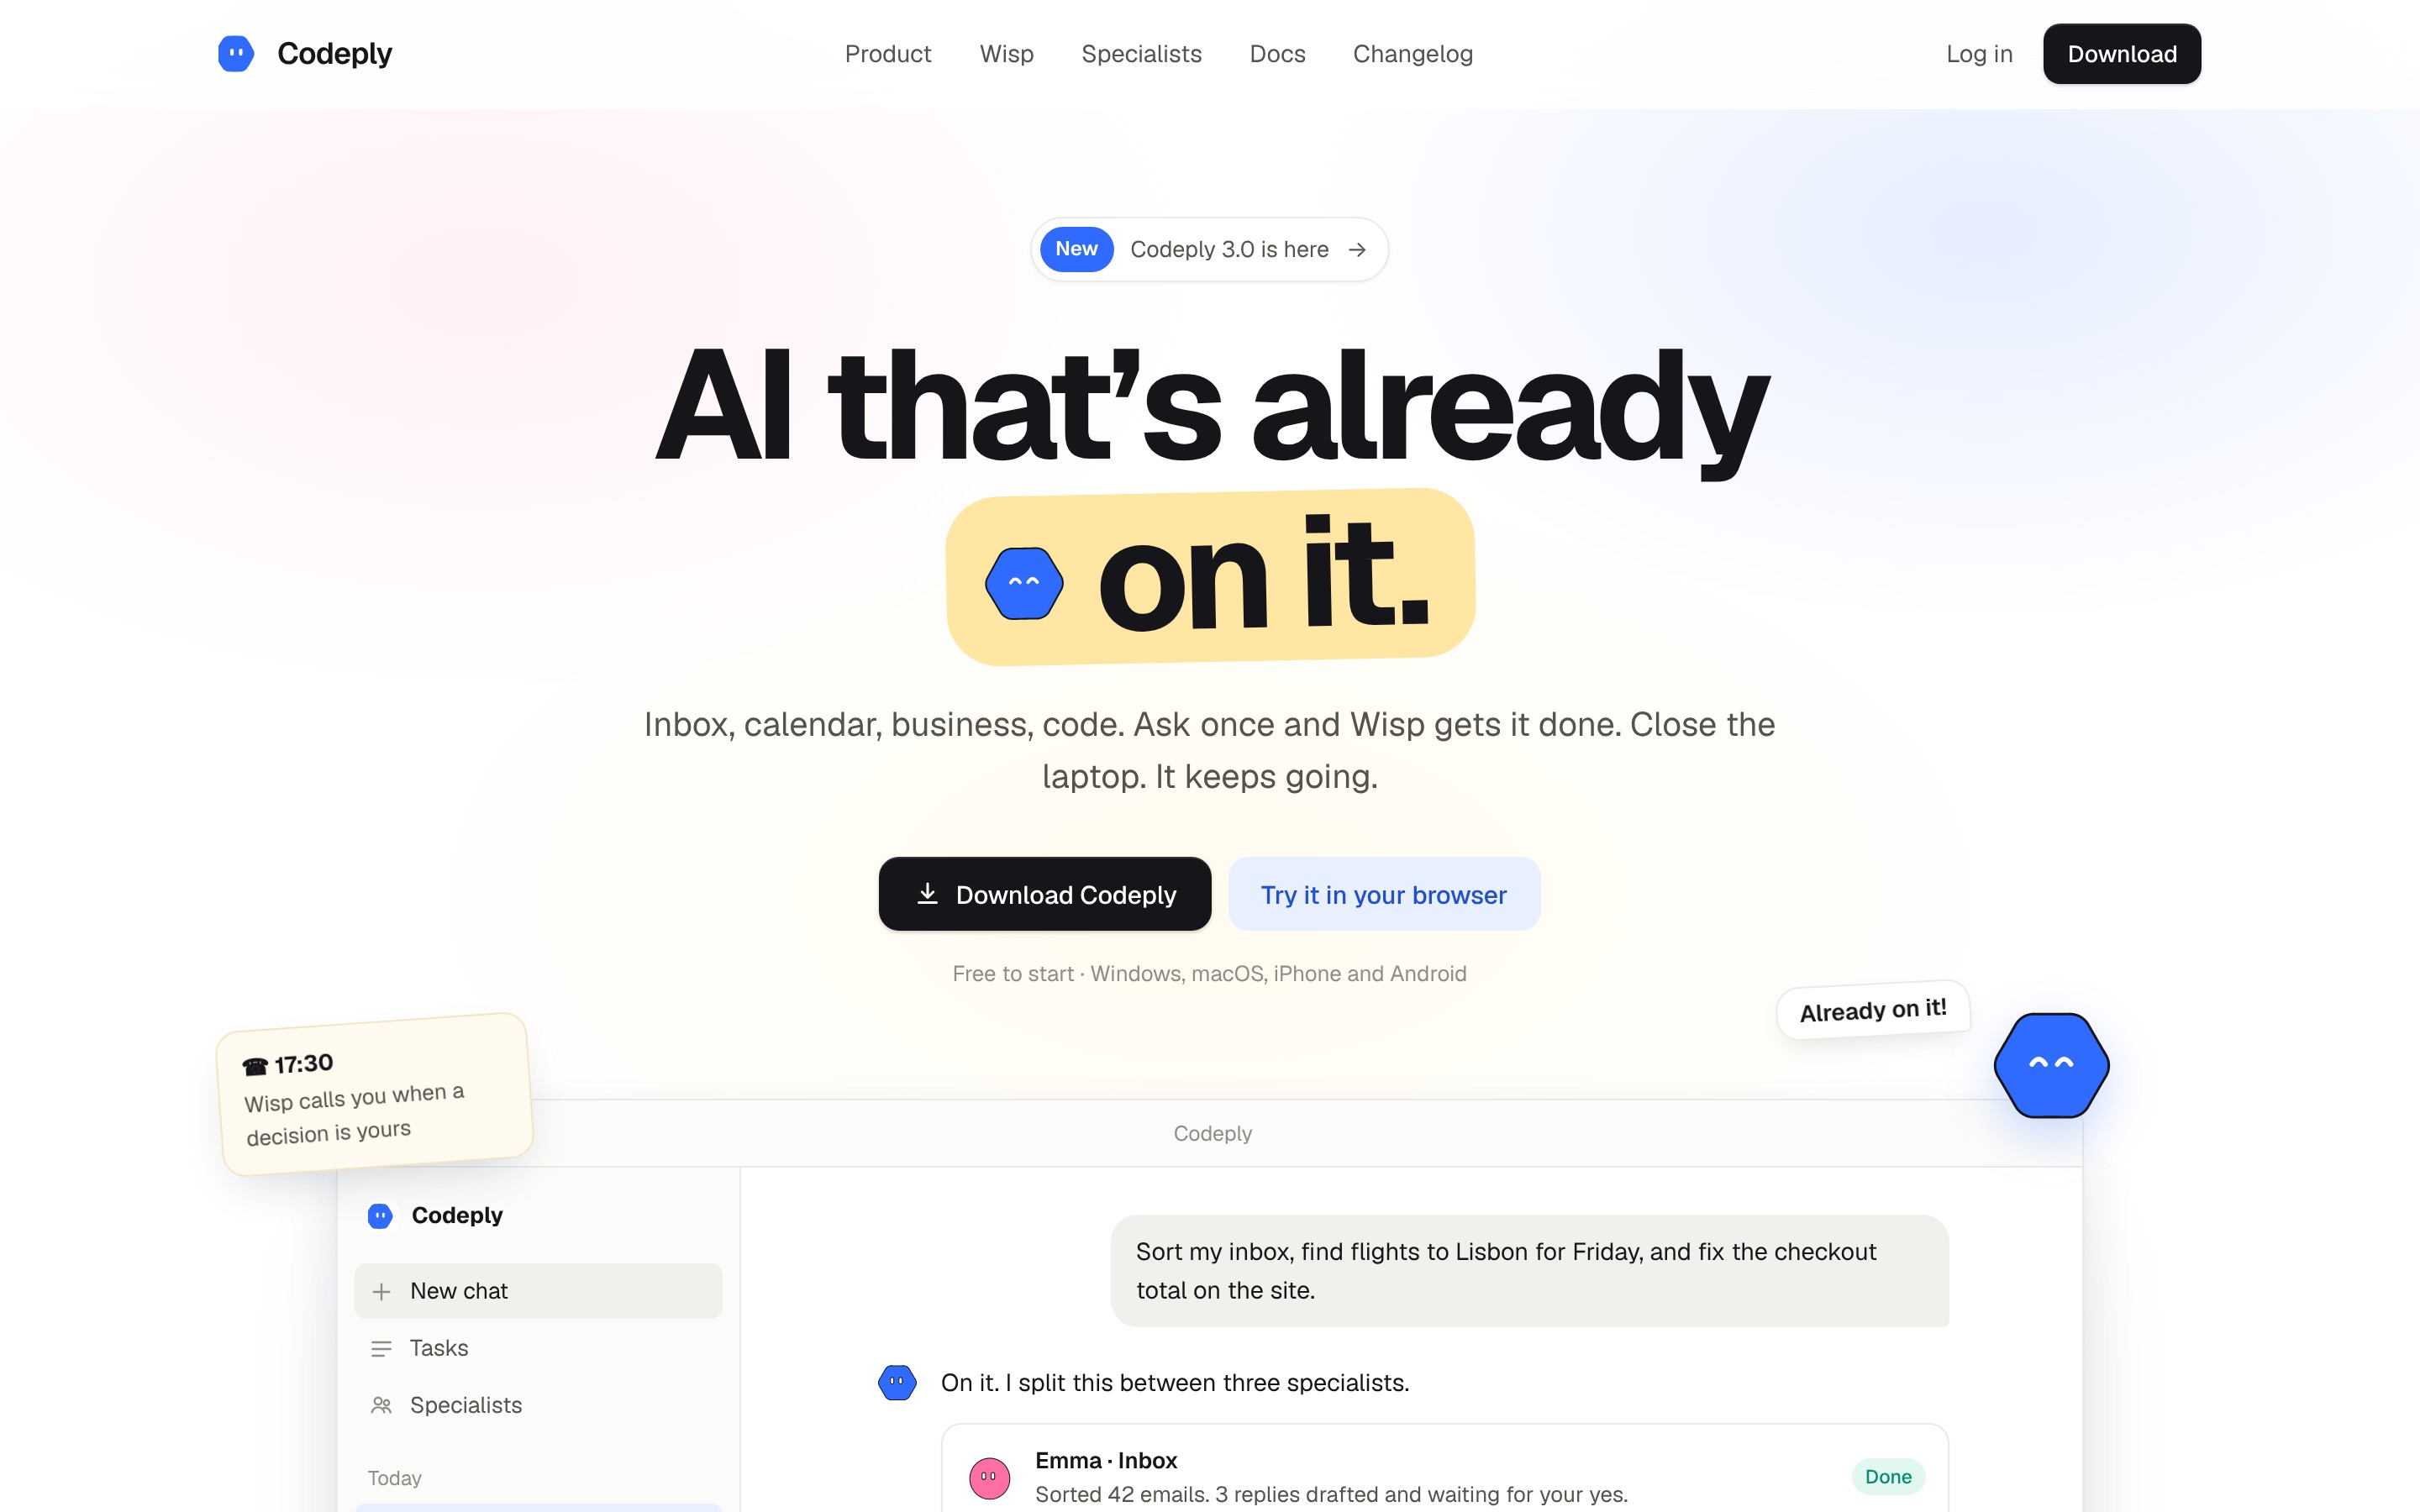 Codeply
Product
Wisp
Specialists
Docs
Changelog
Log in
Download
New
Codeply 3.0 is here →
AI that’s already
on it.
Inbox, calendar, business, code. Ask once and Wisp gets it done. Close the
laptop. It keeps going.
Download Codeply
Try it in your browser
Free to start · Windows, macOS, iPhone and Android
Already on it!
☎ 17:30
Wisp calls you when a
decision is yours
Codeply
Codeply
New chat
Tasks
Specialists
Today
Sort my inbox, find flights to Lisbon for Friday, and fix the checkout
total on the site.
On it. I split this between three specialists.
Emma · Inbox
Sorted 42 emails. 3 replies drafted and waiting for your yes.
Done